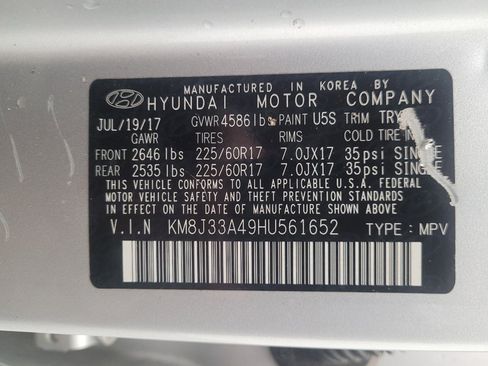 MANUFACTURED IN KOREA BY
HYUNDAI MOTOR COMPANY
JUL/19/17 GVWR 4586 lbs PAINT U5S TRIM TRY
GAWR TIRES RIMS COLD TIRE
FRONT 2646 lbs 225/60R17 7.0JX17 35psi SINGLE
REAR 2535 lbs 225/60R17 7.0JX17 35psi SINGLE
THIS VEHICLE CONFORMS TO ALL APPLICABLE U.S.A. FEDERAL
MOTOR VEHICLE SAFETY AND THEFT PREVENTION STANDARDS
IN EFFECT ON THE DATE OF MANUFACTURE SHOWN ABOVE.
V.I.N KM8J33A49HU561652 TYPE: MPV